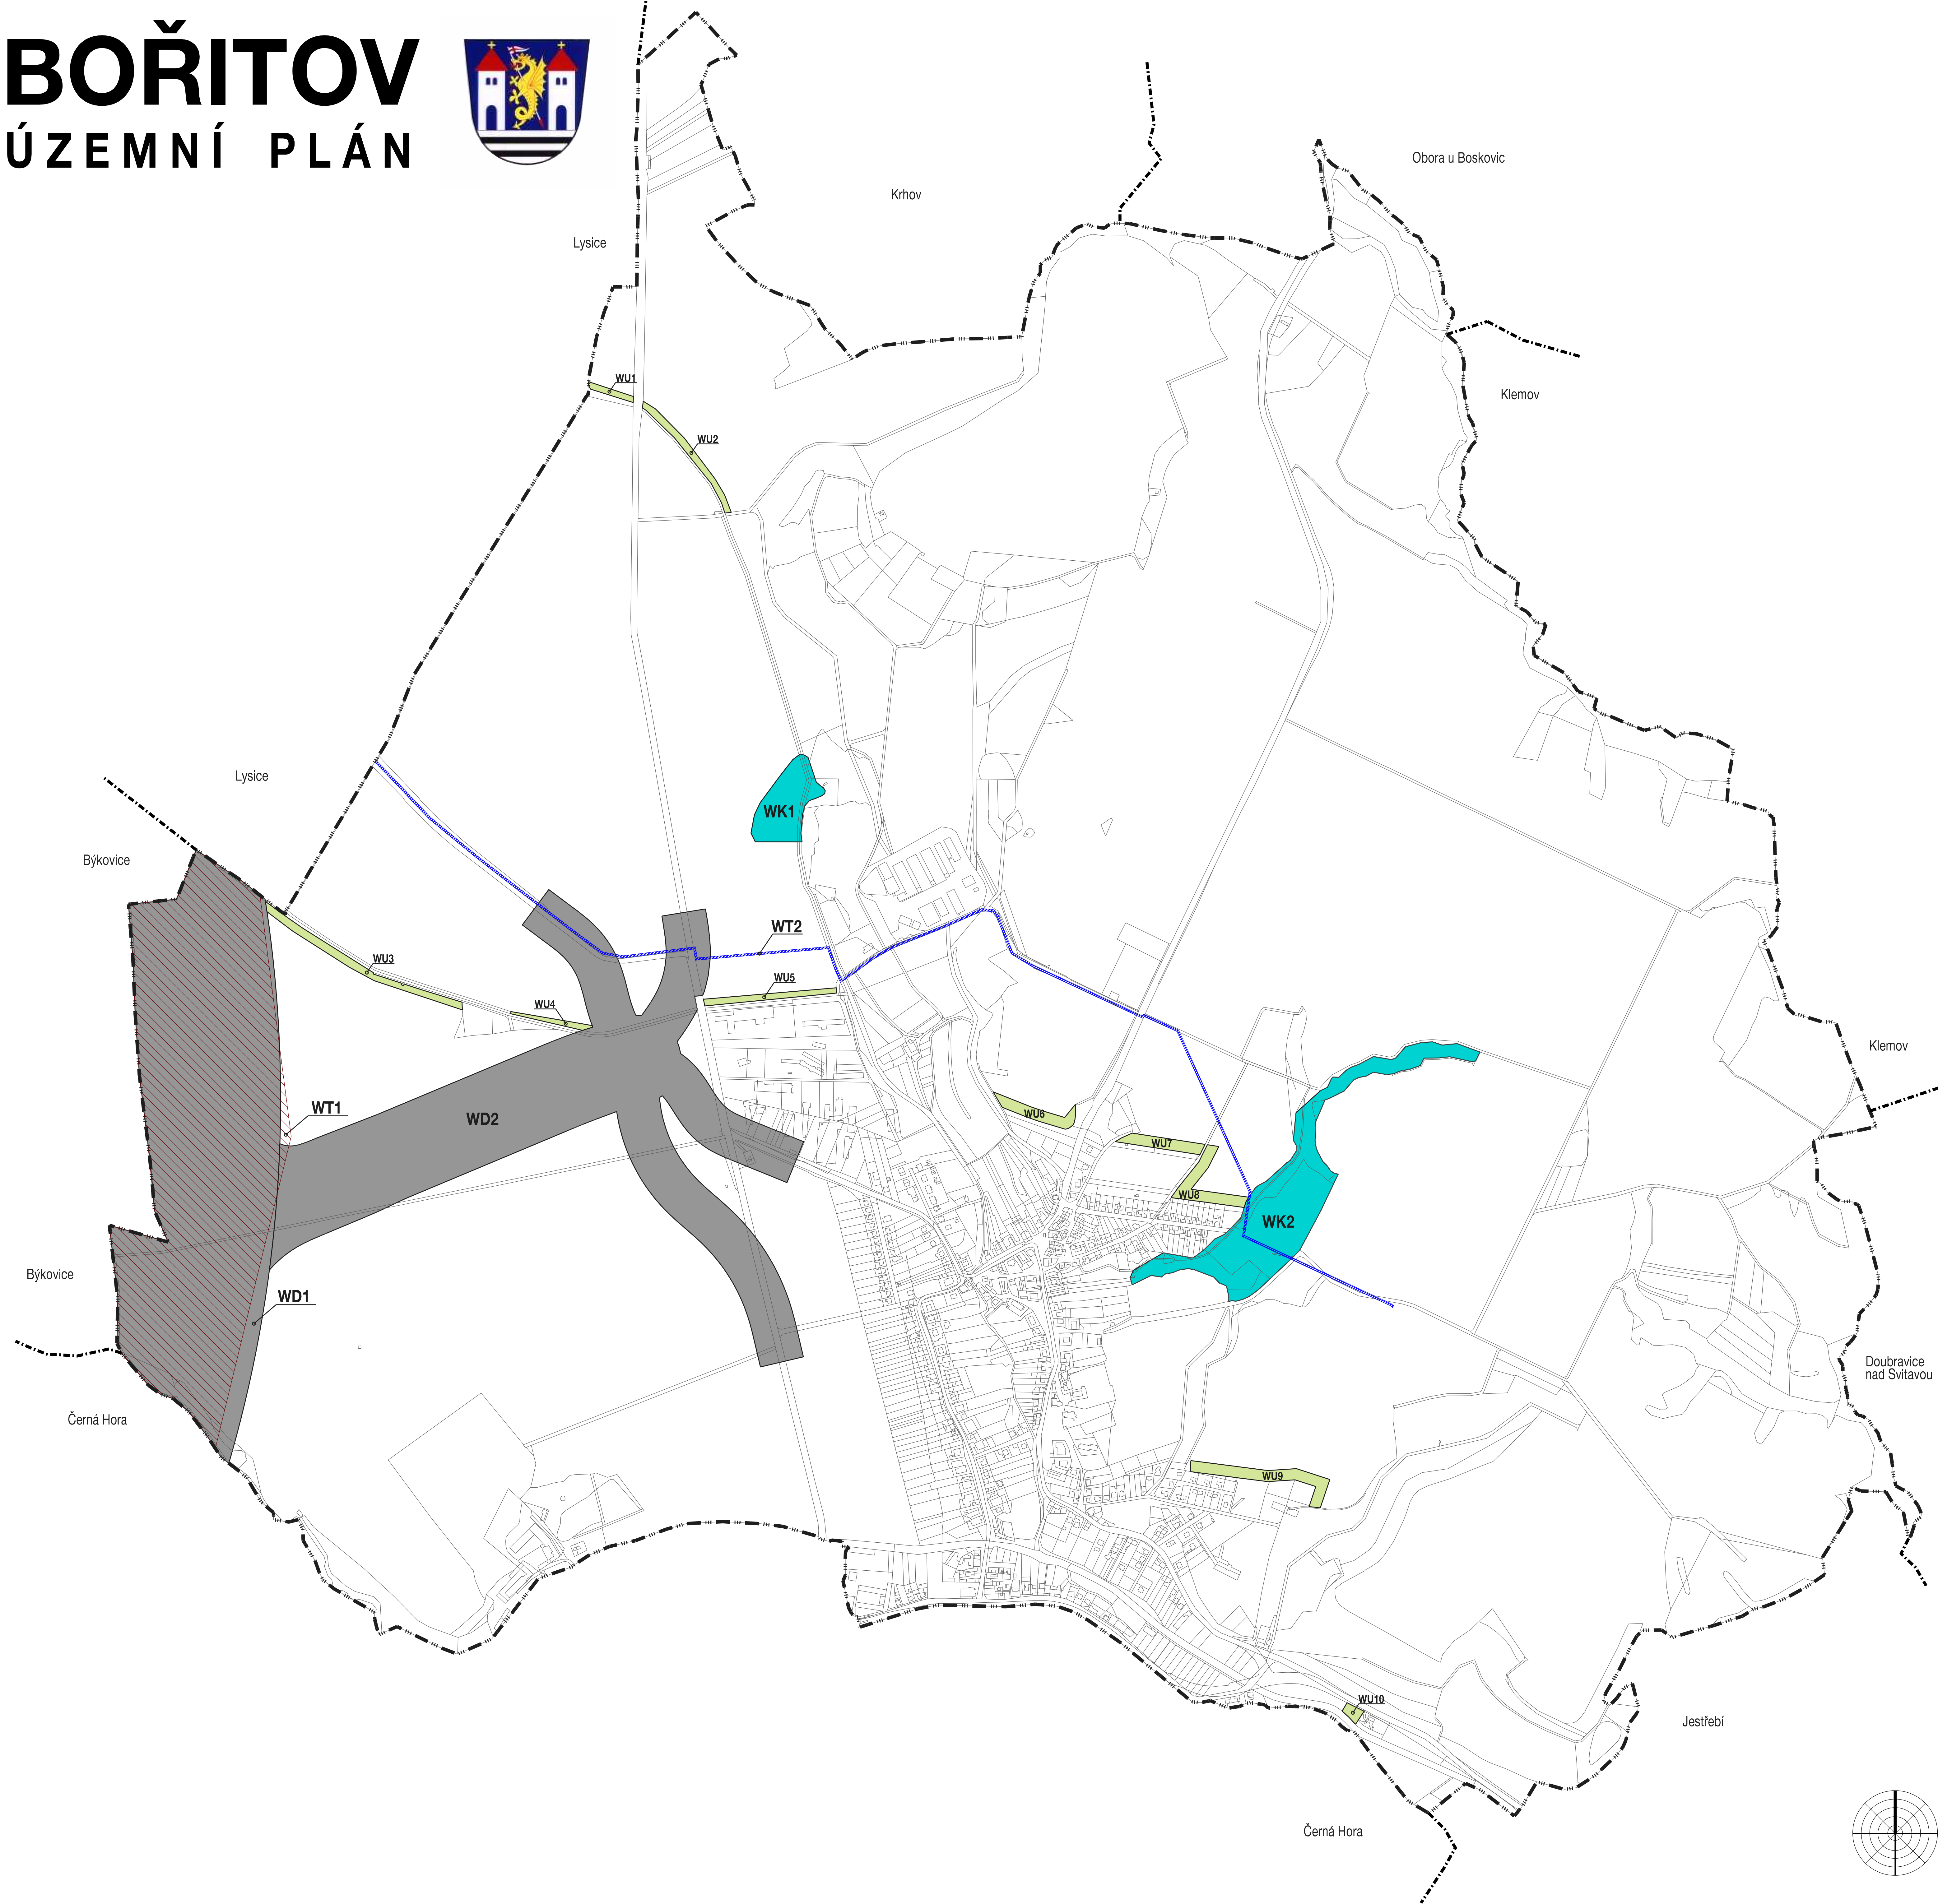 BOŘITOV
ÚZEMNÍ PLÁN
Obora u Boskovic
Krhov
Lysice
WU1
Klemov
WU2
Lysice
WK1
Býkovice
WT2
WU3
WU5
WU4
Klemov
WT1
WD2
WU6
WU7
WU8
WK2
Býkovice
WD1
Doubravice
nad Svitavou
Černá Hora
WU9
WU10
Jestřebí
Černá Hora